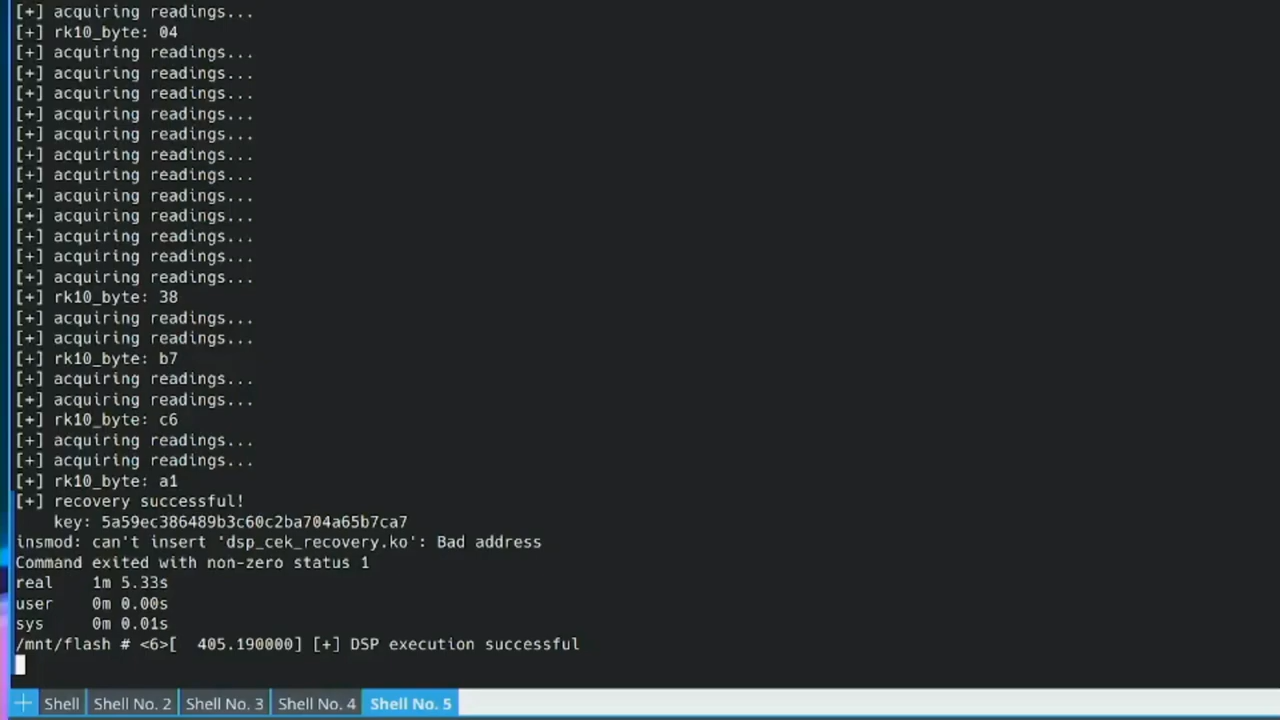 [+] acquiring readings...
[+] rk10_byte: 04
[+] acquiring readings...
[+] acquiring readings...
[+] acquiring readings...
[+] acquiring readings...
[+] acquiring readings...
[+] acquiring readings...
[+] acquiring readings...
[+] acquiring readings...
[+] acquiring readings...
[+] acquiring readings...
[+] acquiring readings...
[+] acquiring readings...
[+] rk10_byte: 38
[+] acquiring readings...
[+] acquiring readings...
[+] rk10_byte: b7
[+] acquiring readings...
[+] acquiring readings...
[+] rk10_byte: c6
[+] acquiring readings...
[+] acquiring readings...
[+] rk10_byte: a1
[+] recovery successful!
key: 5a59ec386489b3c60c2ba704a65b7ca7
insmod: can't insert 'dsp_cek_recovery.ko': Bad address
Command exited with non-zero status 1
real    1m 5.33s
user    0m 0.00s
sys     0m 0.01s
/mnt/flash # <6>[  405.190000] [+] DSP execution successful
Shell Shell No. 2 Shell No. 3 Shell No. 4 Shell No. 5